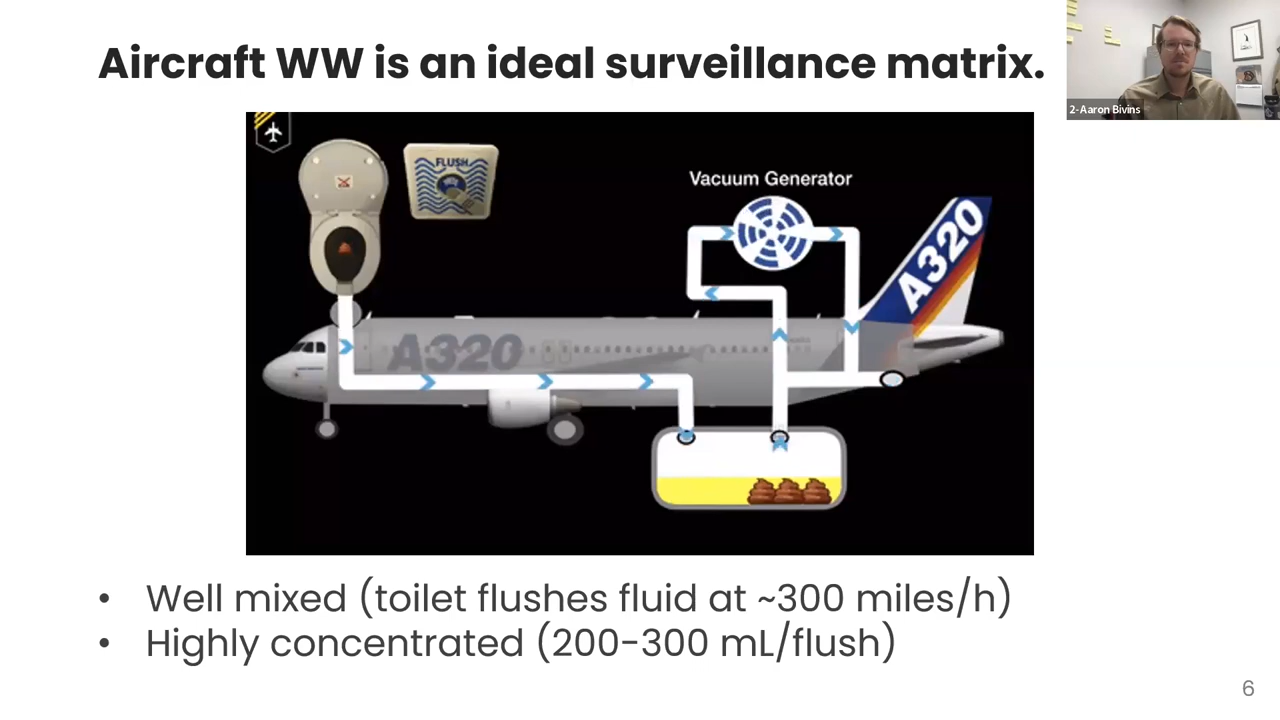 Aircraft WW is an ideal surveillance matrix.
2-Aaron Bivins
FLUSH
Vacuum Generator
A320
A320
• Well mixed (toilet flushes fluid at ~300 miles/h)
• Highly concentrated (200-300 mL/flush)
6